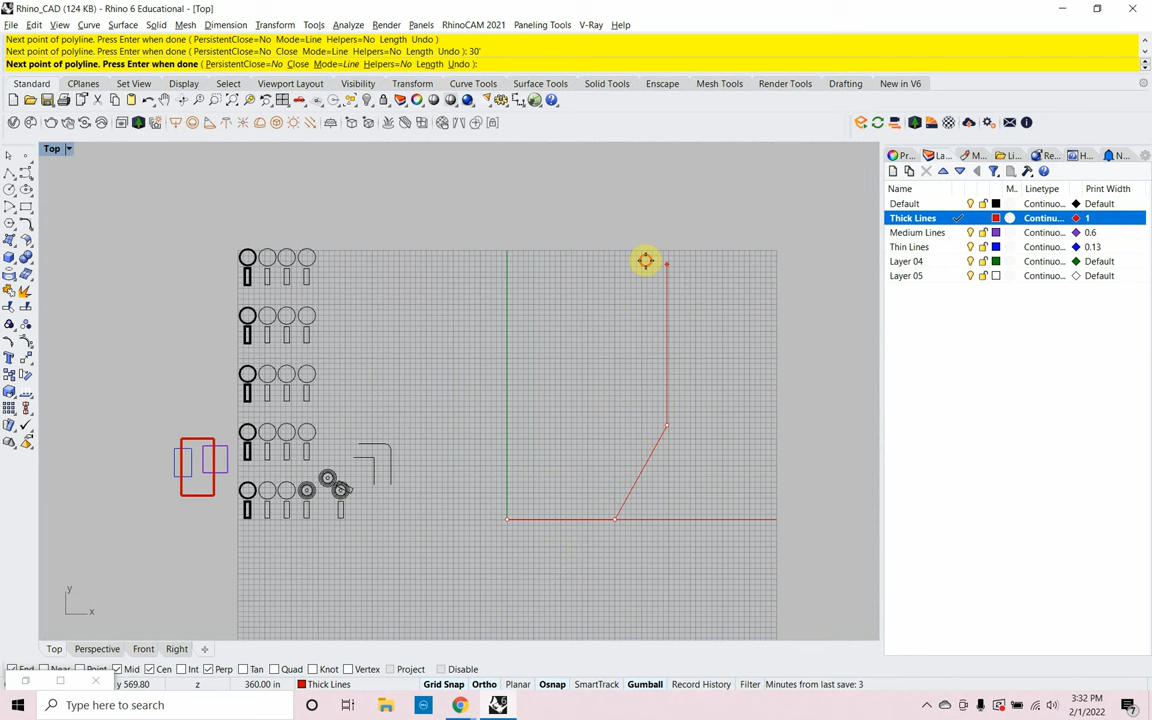 Rhino_CAD (124 KB) - Rhino 6 Educational - [Top]
File Edit View Curve Surface Solid Mesh Dimension Transform Tools Analyze Render Panels RhinoCAM 2021 Paneling Tools V-Ray Help
Next point of polyline. Press Enter when done ( PersistentClose=No Mode=Line Helpers=No Length Undo )
Next point of polyline. Press Enter when done ( PersistentClose=No Close Mode=Line Helpers=No Length Undo ): 30'
Next point of polyline. Press Enter when done ( PersistentClose=No Close Mode=Line Helpers=No Length Undo ):
Standard CPlanes Set View Display Select Viewport Layout Visibility Transform Curve Tools Surface Tools Solid Tools Escape Mesh Tools Render Tools Drafting New in V6
Top
Pr... La... M... Li... Re... H... N...
Name M.. Linetype Print Width
Default Continuo... Default
Thick Lines Continu... 1
Medium Lines Continuo... 0.6
Thin Lines Continuo... 0.13
Layer 04 Continuo... Default
Layer 05 Continuo... Default
y
x
Top Perspective Front Right
End Near Point Mid Cen Int Perp Tan Quad Knot Vertex Project Disable
y 569.80 z 360.00 in Thick Lines Grid Snap Ortho Planar Osnap SmartTrack Gumball Record History Filter Minutes from last save: 3
Type here to search
3:32 PM
2/1/2022